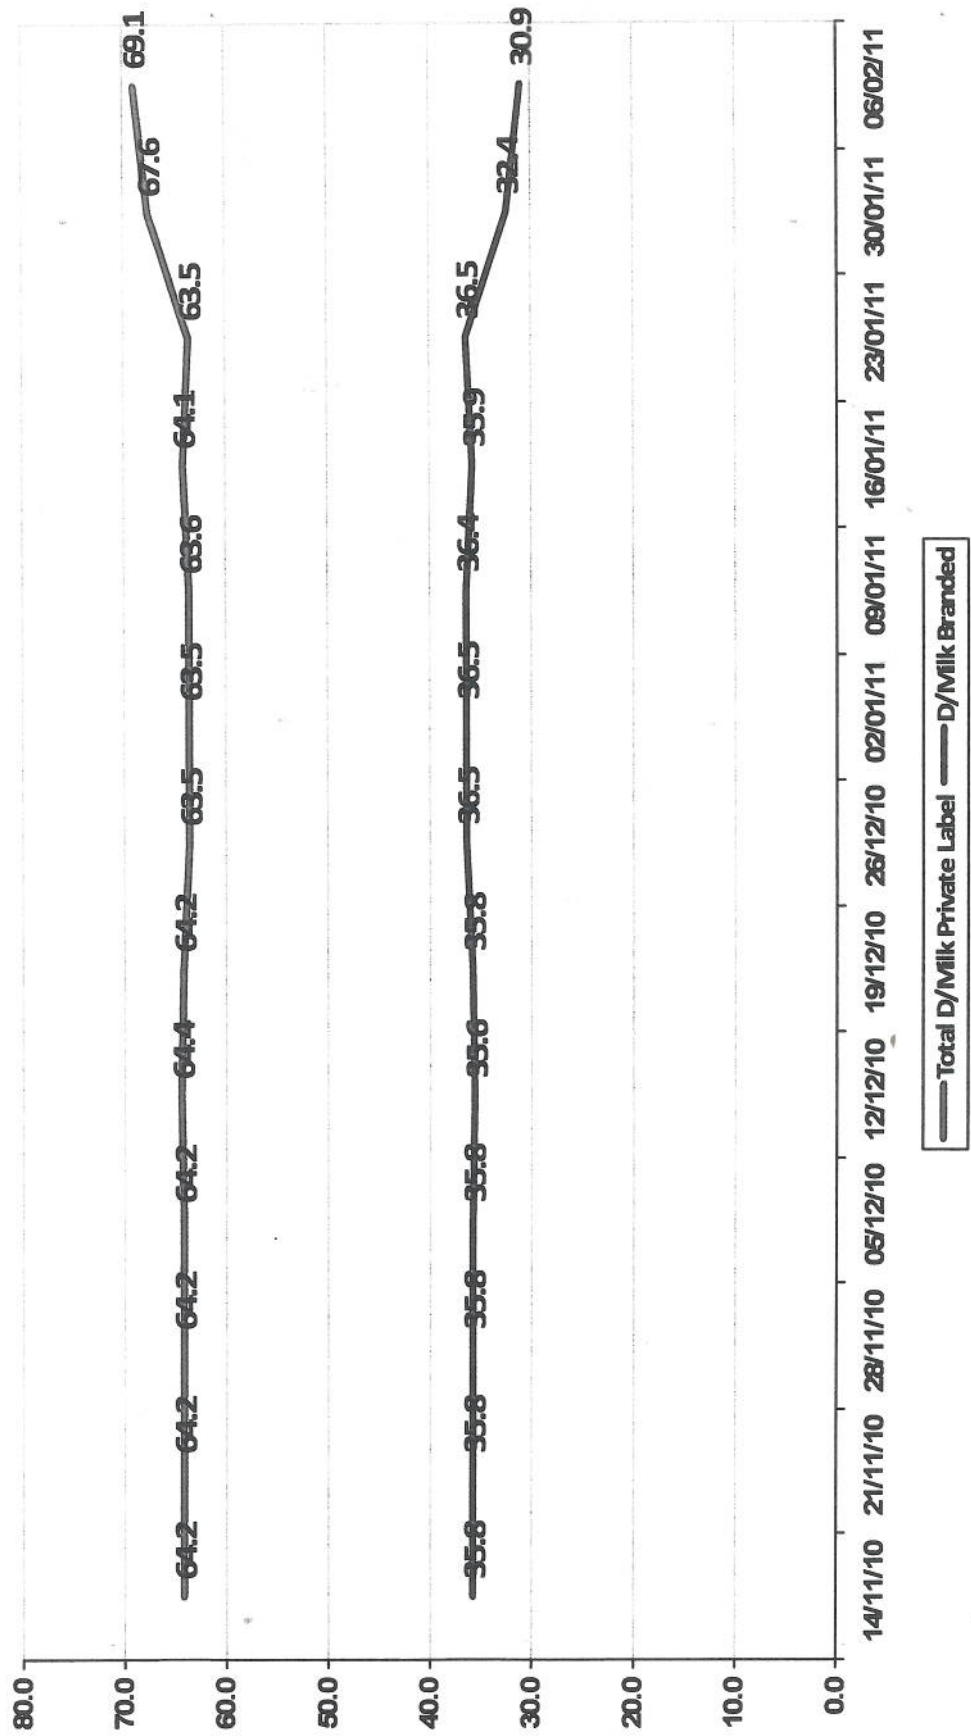 80.0
70.0
60.0
50.0
40.0
30.0
20.0
10.0
0.0
64.2 64.2 64.2 64.2 64.4 64.2 63.5 63.5 63.6 64.1 63.5 67.6 69.1
35.8 35.8 35.8 35.8 35.6 35.8 36.5 36.5 36.4 35.9 36.5 32.4 30.9
14/11/10 21/11/10 28/11/10 05/12/10 12/12/10 19/12/10 26/12/10 02/01/11 09/01/11 16/01/11 23/01/11 30/01/11 06/02/11
Total D/Milk Private Label D/Milk Branded